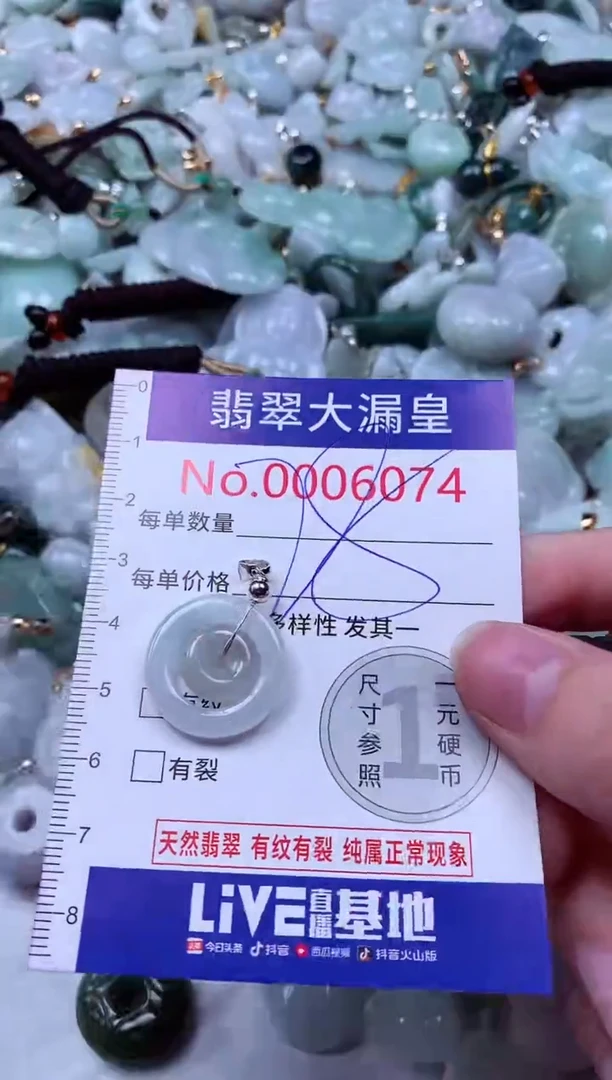 0
翡翠大漏皇
1
No.0006074
2
每单数量
3
每单价格
4
多样性 发其一
5
有纹
尺寸参照
1
一元硬币
6
有裂
7
天然翡翠 有纹有裂 纯属正常现象
8
LiVE直播基地
今日头条 抖音 西瓜视频 抖音火山版